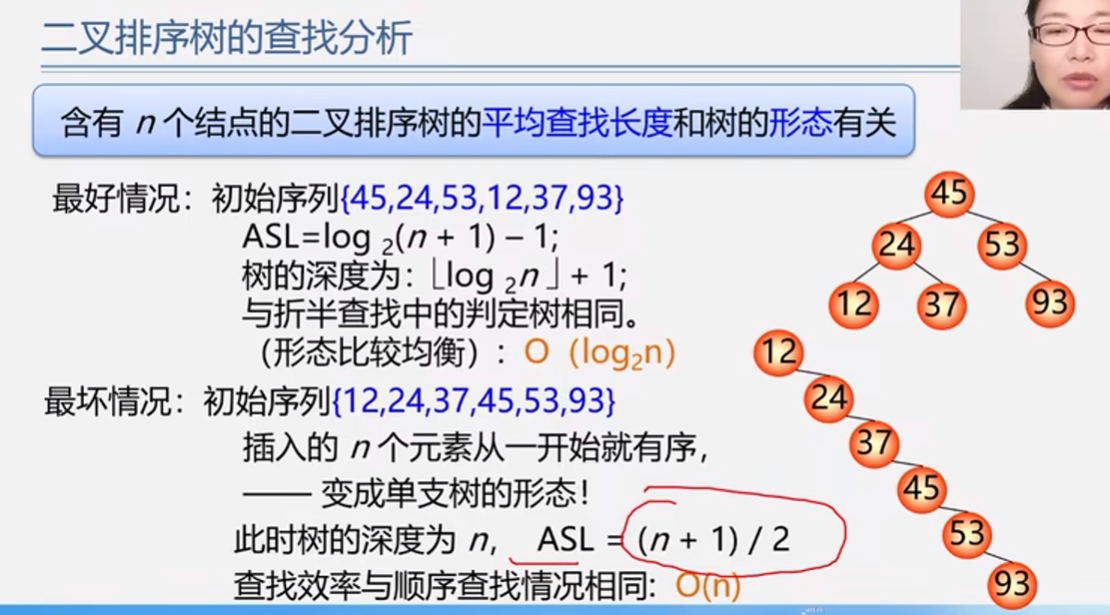 二叉排序树的查找分析
含有 n 个结点的二叉排序树的平均查找长度和树的形态有关
最好情况：初始序列{45,24,53,12,37,93}
ASL=log ₂(n + 1) – 1;
树的深度为：⌊log ₂n ⌋ + 1;
与折半查找中的判定树相同。
（形态比较均衡）：O（log₂n）
45
24 53
12 37 93
最坏情况：初始序列{12,24,37,45,53,93}
插入的 n 个元素从一开始就有序，
—— 变成单支树的形态！
此时树的深度为 n, ASL = (n + 1) / 2
查找效率与顺序查找情况相同: O(n)
12
24
37
45
53
93